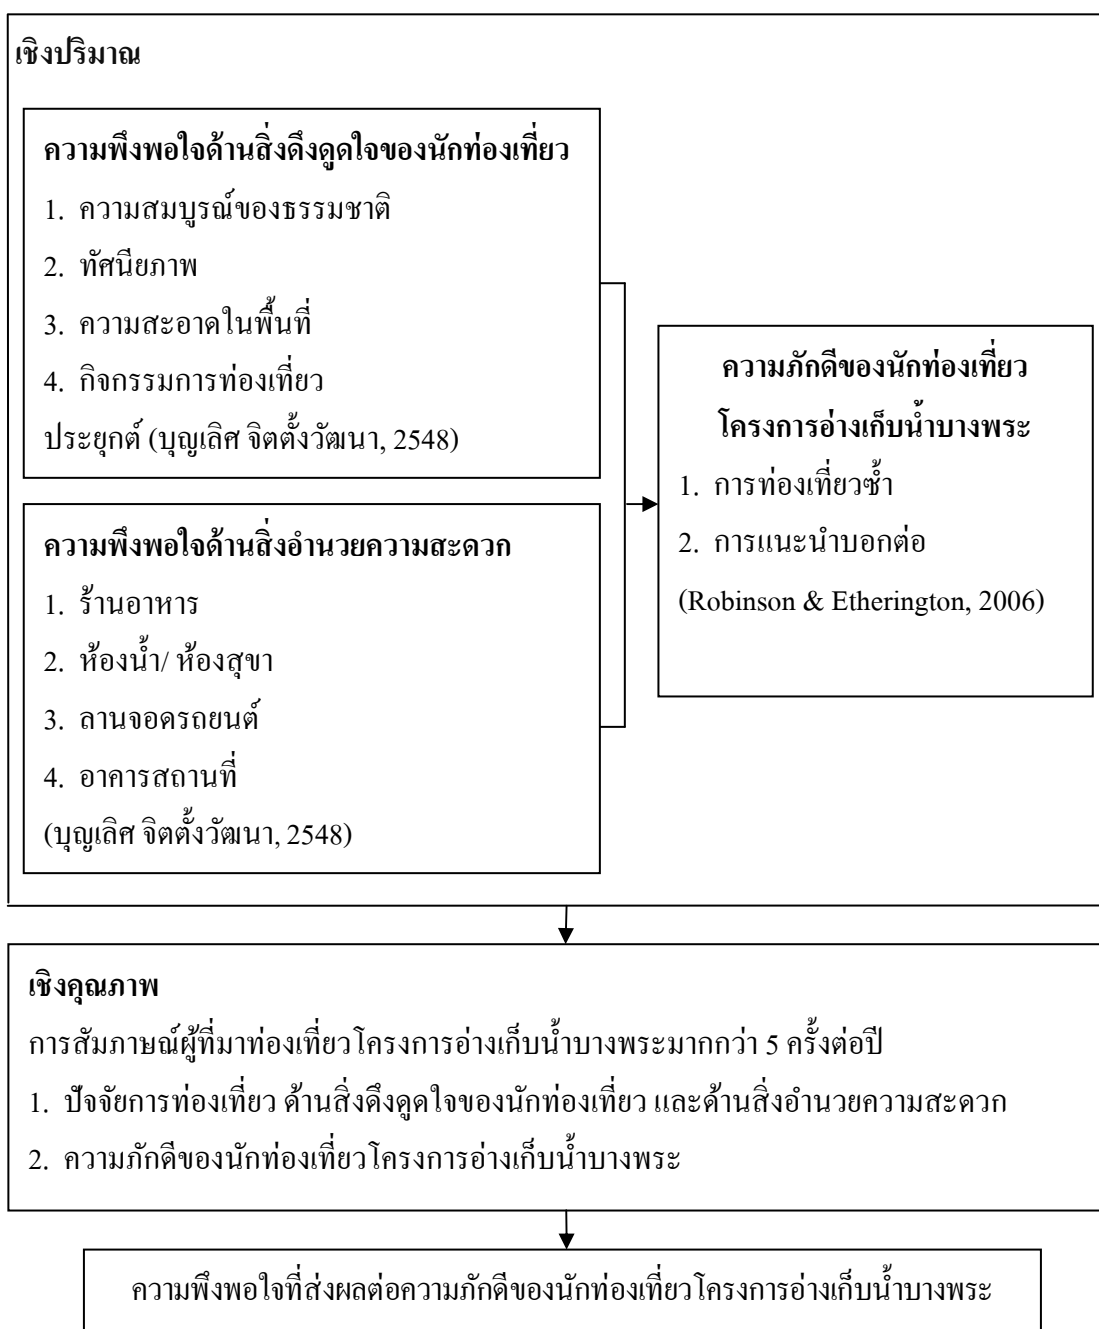 เชิงปริมาณ
ความพึงพอใจด้านสิ่งดึงดูดใจของนักท่องเที่ยว
1. ความสมบูรณ์ของธรรมชาติ
2. ทัศนียภาพ
3. ความสะอาดในพื้นที่
4. กิจกรรมการท่องเที่ยว
ประยุกต์ (บุญเลิศ จิตตั้งวัฒนา, 2548)
ความพึงพอใจด้านสิ่งอำนวยความสะดวก
1. ร้านอาหาร
2. ห้องน้ำ/ ห้องสุขา
3. ลานจอดรถยนต์
4. อาคารสถานที่
(บุญเลิศ จิตตั้งวัฒนา, 2548)
ความภักดีของนักท่องเที่ยว
โครงการอ่างเก็บน้ำบางพระ
1. การท่องเที่ยวซ้ำ
2. การแนะนำบอกต่อ
(Robinson & Etherington, 2006)
เชิงคุณภาพ
การสัมภาษณ์ผู้ที่มาท่องเที่ยวโครงการอ่างเก็บน้ำบางพระมากกว่า 5 ครั้งต่อปี
1. ปัจจัยการท่องเที่ยว ด้านสิ่งดึงดูดใจของนักท่องเที่ยว และด้านสิ่งอำนวยความสะดวก
2. ความภักดีของนักท่องเที่ยวโครงการอ่างเก็บน้ำบางพระ
ความพึงพอใจที่ส่งผลต่อความภักดีของนักท่องเที่ยวโครงการอ่างเก็บน้ำบางพระ